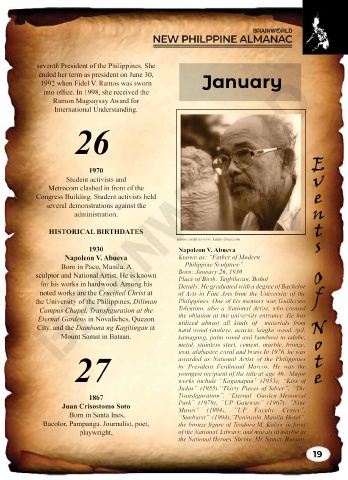 BRAINWORLD
NEW PHILPPINE ALMANAC
seventh President of the Philippines. She
ended her term as president on June 30,
1992 when Fidel V. Ramos was sworn
into office. In 1998, she received the
Ramon Magsaysay Award for
International Understanding.
26
1970
Student activists and
Metrocom clashed in front of the
Congress Building. Student activists held
several demonstrations against the
administration.
HISTORICAL BIRTHDATES
1930
Napoleon V. Abueva
Born in Paco, Manila. A
sculptor and National Artist. He is known
for his works in hardwood. Among his
noted works are the Crucified Christ at
the University of the Philippines, Diliman
Campus Chapel, Transfiguration at the
Eternal Gardens in Novaliches, Quezon
City, and the Dambana ng Kagitingan at
Mount Samat in Bataan.
27
1867
Juan Crisostomo Soto
Born in Santa Ines,
Bacolor, Pampanga. Journalist, poet,
playwright,
January
Napoleon V. Abueva
Known as: "Father of Modern
Philippine Sculpture"
Born: January 26, 1930
Place of Birth: Tagbilaran, Bohol
Details: He graduated with a degree of Bachelor
of Arts in Fine Arts from the University of the
Philippines. One of his mentors was Guillermo
Tolentino, also a National Artist, who created
the oblation at the university entrance. He has
utilized almost all kinds of materials from
hard wood (molave, acacia, langka wood, ipil,
kamagong, palm wood and bamboo) to adobe,
metal, stainless steel, cement, marble, bronze,
iron, alabaster, coral and brass. In 1976, he was
awarded as National Artist of the Philippines
by President Ferdinand Marcos. He was the
youngest recipient of the title at age 46. Major
works include "Kaganapan" (1953), "Kiss of
Judas" (1955), "Thirty Pieces of Silver", "The
Transfiguration", "Eternal Garden Memorial
Park" (1979), "UP Gateway" (1967), "Nine
Muses" (1994), "UP Faculty Center",
"Sunburst" (1994), "Peninsula Manila Hotel",
the bronze figure of Teodoro M. Kalaw in front
of the National Library, and murals in marble at
the National Heroes Shrine, Mt. Samat, Bataan.
Events Of Note
19